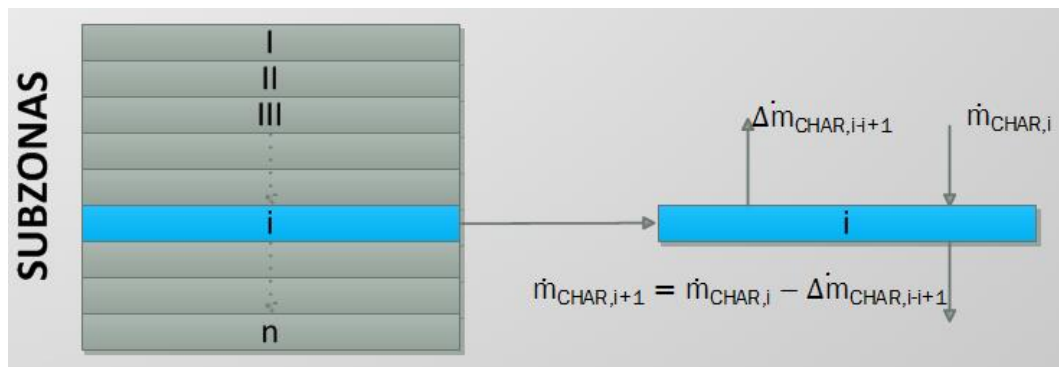 SUBZONAS
I
II
III
i
n
Δṁ_CHAR,i-i+1
ṁ_CHAR,i
i
ṁ_CHAR,i+1 = ṁ_CHAR,i − Δṁ_CHAR,i-i+1